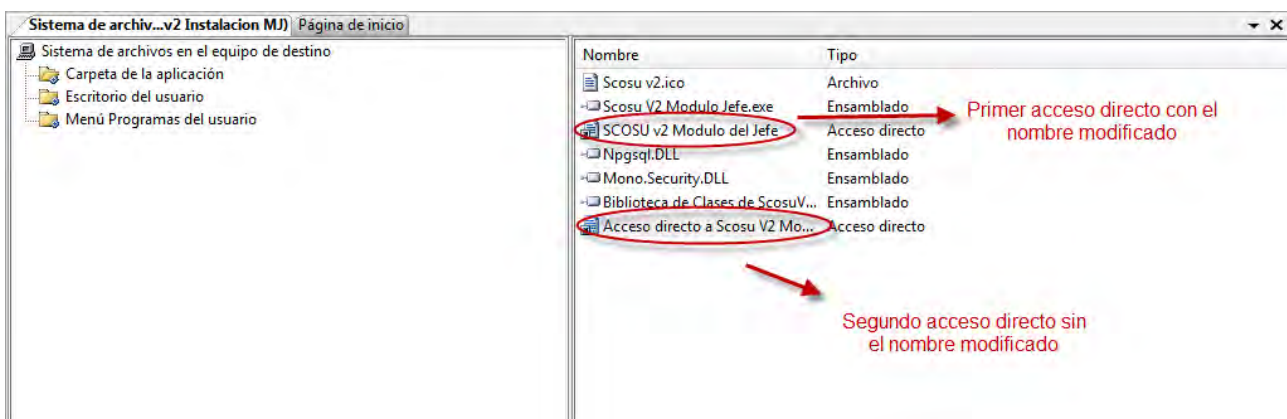 Sistema de archiv...v2 Instalacion MJ) Página de inicio
Sistema de archivos en el equipo de destino
Carpeta de la aplicación
Escritorio del usuario
Menú Programas del usuario
Nombre Tipo
Scosu v2.ico Archivo
Scosu V2 Modulo Jefe.exe Ensamblado
SCOSU v2 Modulo del Jefe Acceso directo
Npgsql.DLL Ensamblado
Mono.Security.DLL Ensamblado
Biblioteca de Clases de ScosuV... Ensamblado
Acceso directo a Scosu V2 Mo... Acceso directo
Primer acceso directo con el
nombre modificado
Segundo acceso directo sin
el nombre modificado